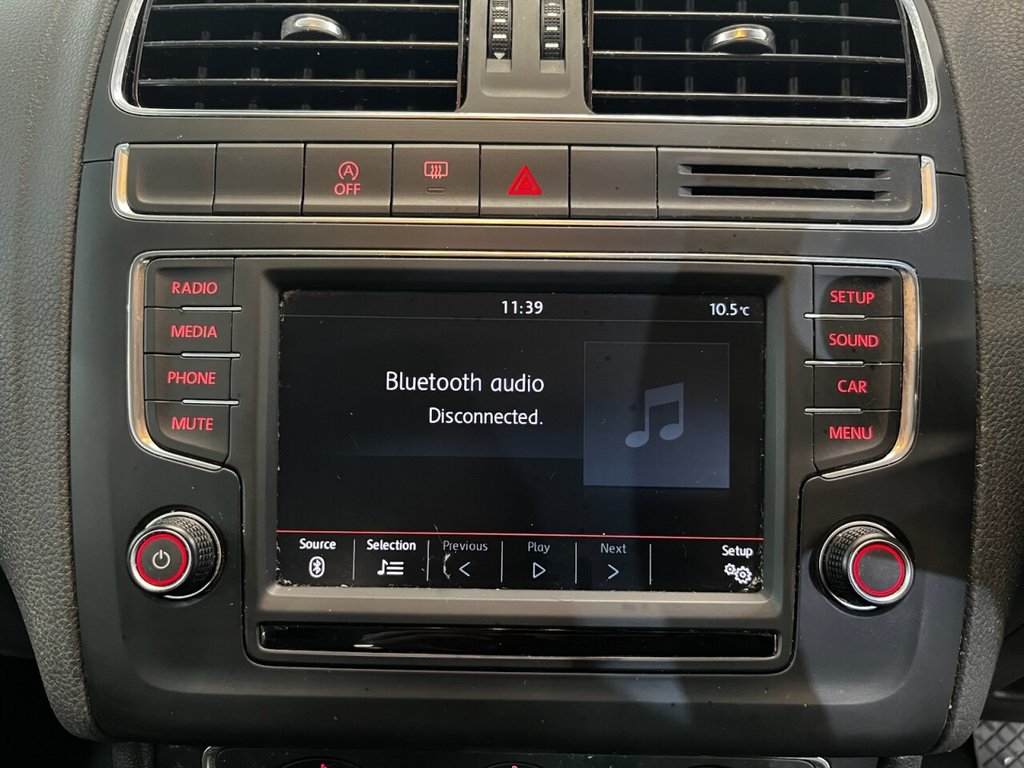 A
OFF
RADIO
MEDIA
PHONE
MUTE
11:39
10.5°C
Bluetooth audio
Disconnected.
Source
Selection
Previous
Play
Next
Setup
SETUP
SOUND
CAR
MENU